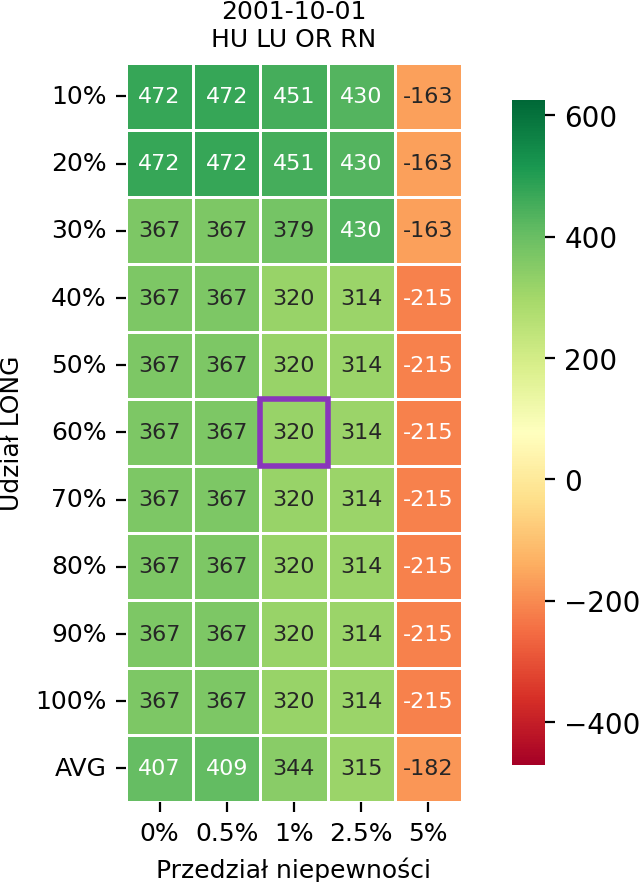 2001-10-01
HU LU OR RN
10% 472 472 451 430 -163
20% 472 472 451 430 -163
30% 367 367 379 430 -163
40% 367 367 320 314 -215
50% 367 367 320 314 -215
60% 367 367 320 314 -215
70% 367 367 320 314 -215
80% 367 367 320 314 -215
90% 367 367 320 314 -215
100% 367 367 320 314 -215
AVG 407 409 344 315 -182
0% 0.5% 1% 2.5% 5%
Przedział niepewności
Udział LONG
600
400
200
0
−200
−400